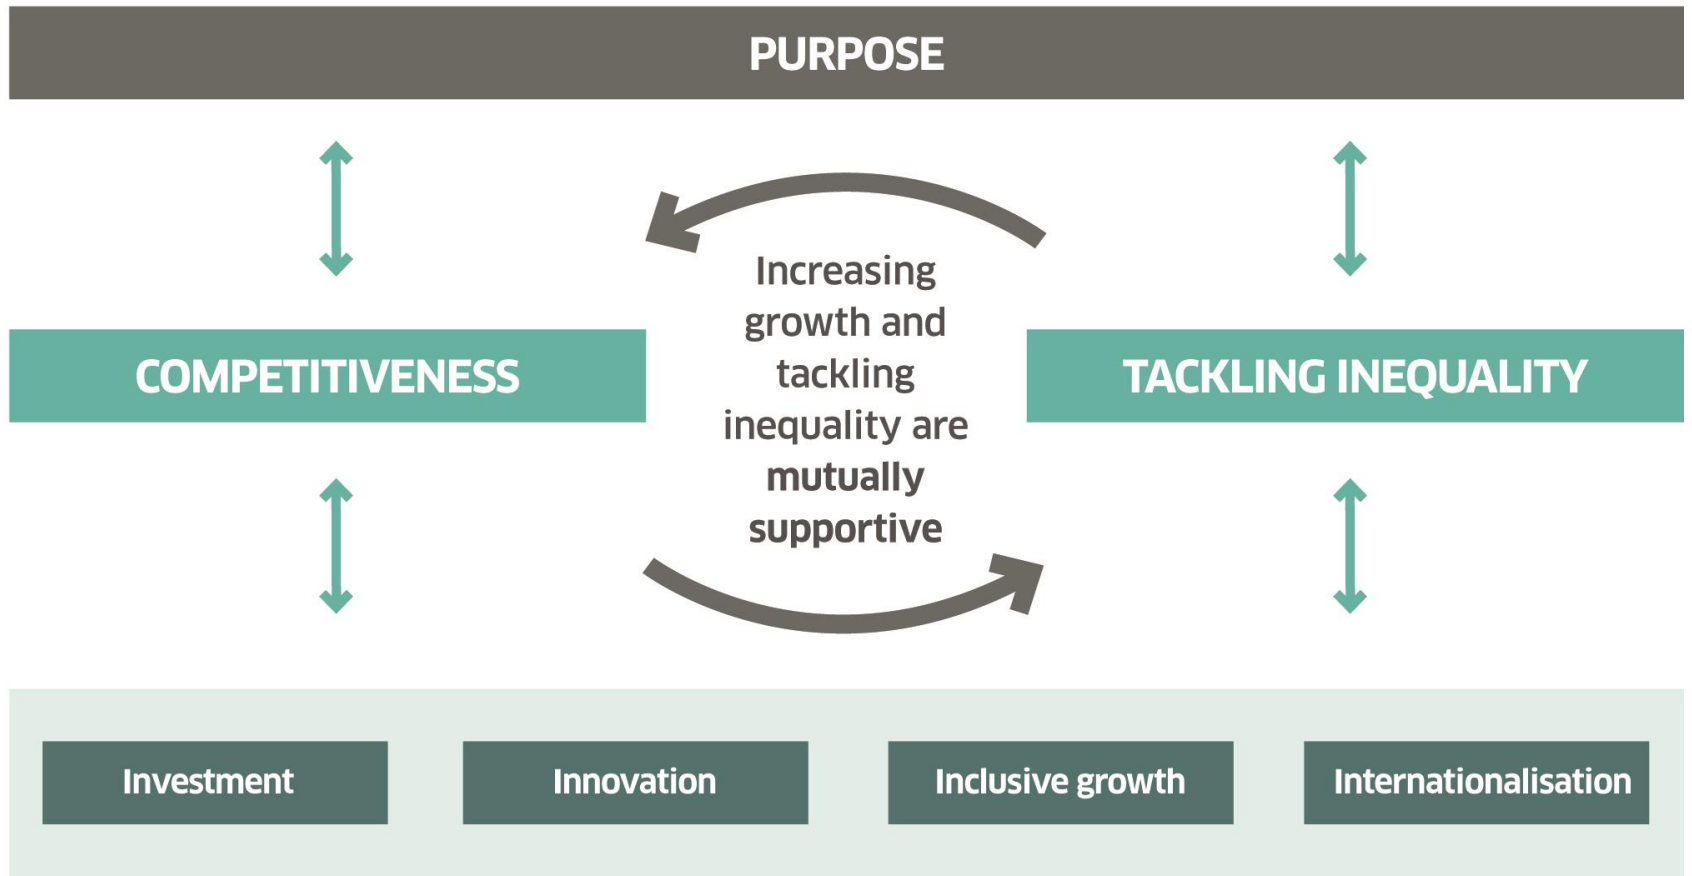 PURPOSE
Increasing
growth and
tackling
inequality are
mutually
supportive
COMPETITIVENESS
TACKLING INEQUALITY
Investment
Innovation
Inclusive growth
Internationalisation